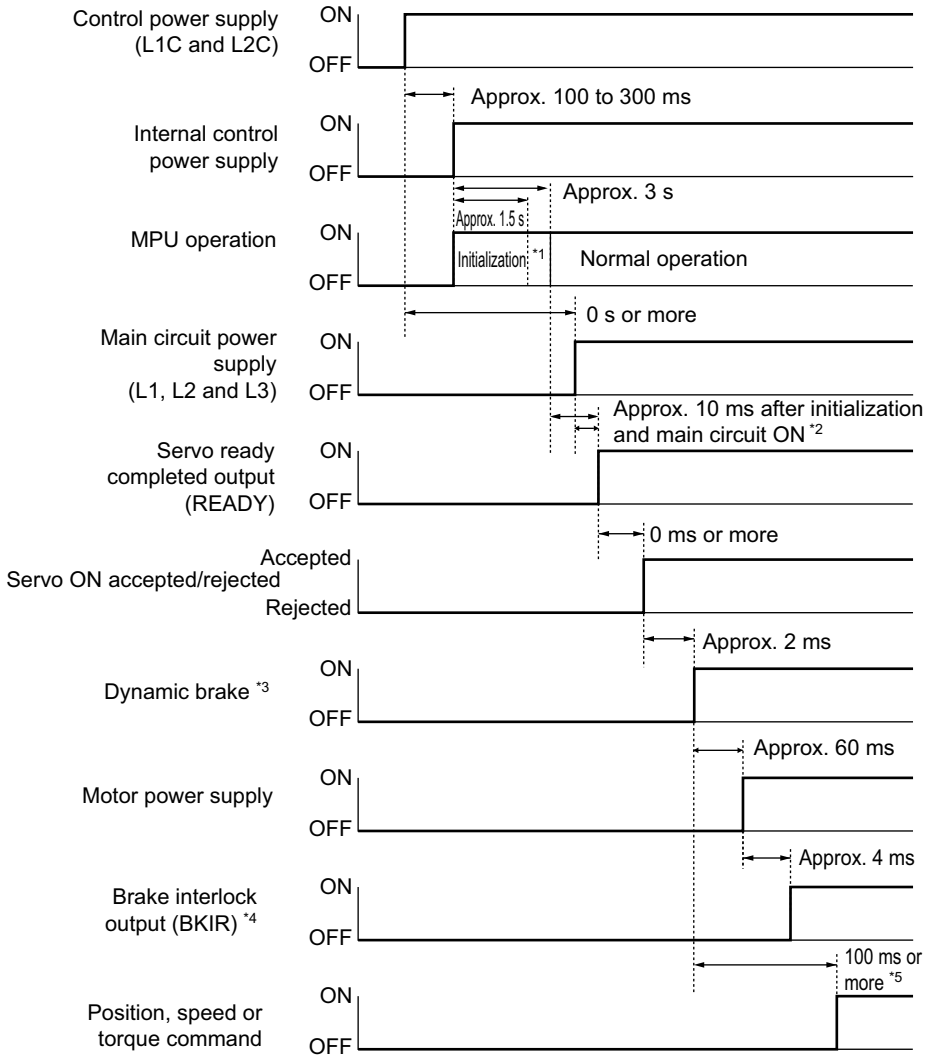 Control power supply
(L1C and L2C)
ON
OFF
Approx. 100 to 300 ms
Internal control
power supply
ON
OFF
Approx. 3 s
Approx. 1.5 s
MPU operation
ON
OFF
Initialization
*1
Normal operation
0 s or more
Main circuit power
supply
(L1, L2 and L3)
ON
OFF
Approx. 10 ms after initialization
and main circuit ON *2
Servo ready
completed output
(READY)
ON
OFF
0 ms or more
Servo ON accepted/rejected
Accepted
Rejected
Approx. 2 ms
Dynamic brake *3
ON
OFF
Approx. 60 ms
Motor power supply
ON
OFF
Approx. 4 ms
Brake interlock
output (BKIR) *4
ON
OFF
100 ms or
more *5
Position, speed or
torque command
ON
OFF